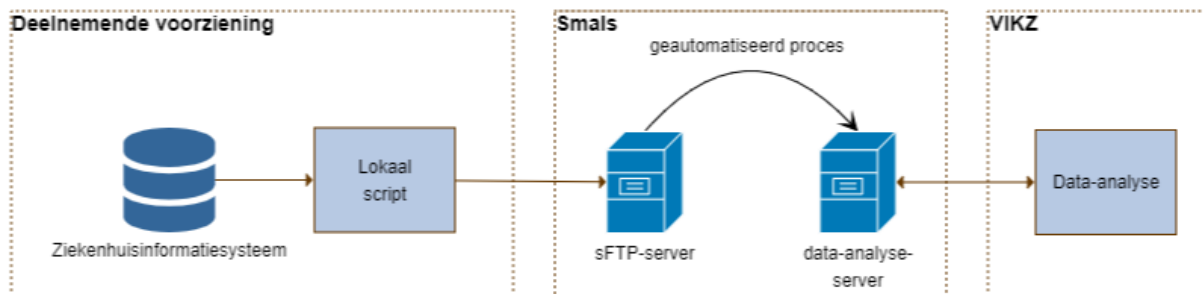 Deelnemende voorziening
Smals
VIKZ
geautomatiseerd proces
Lokaal
script
Data-analyse
Ziekenhuisinformatiesysteem
sFTP-server
data-analyse-
server